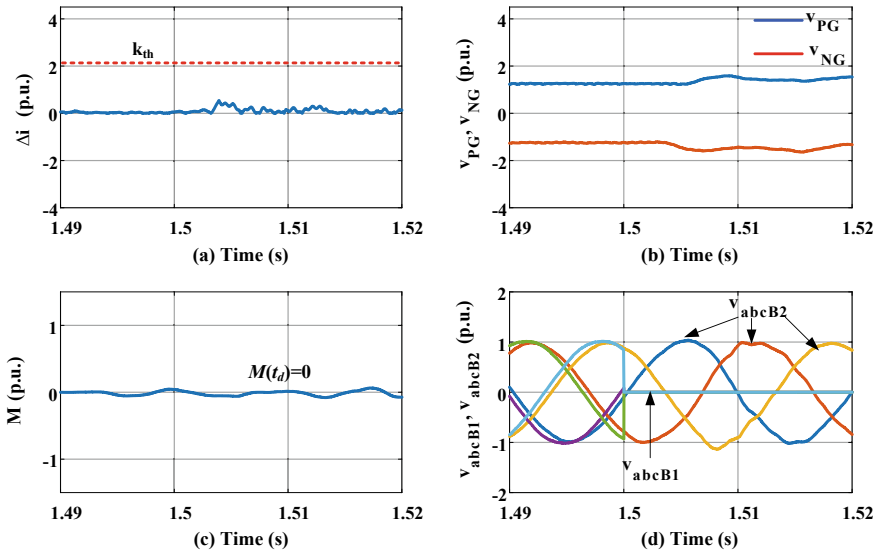 4
2
0
-2
-4
Δi (p.u.)
k_th
1.49
1.5
1.51
1.52
(a) Time (s)
4
2
0
-2
-4
v_PG, v_NG (p.u.)
v_PG
v_NG
1.49
1.5
1.51
1.52
(b) Time (s)
1
0
-1
M (p.u.)
M(t_d)=0
1.49
1.5
1.51
1.52
(c) Time (s)
2
1
0
-1
-2
v_abcB1, v_abcB2 (p.u.)
v_abcB2
v_abcB1
1.49
1.5
1.51
1.52
(d) Time (s)